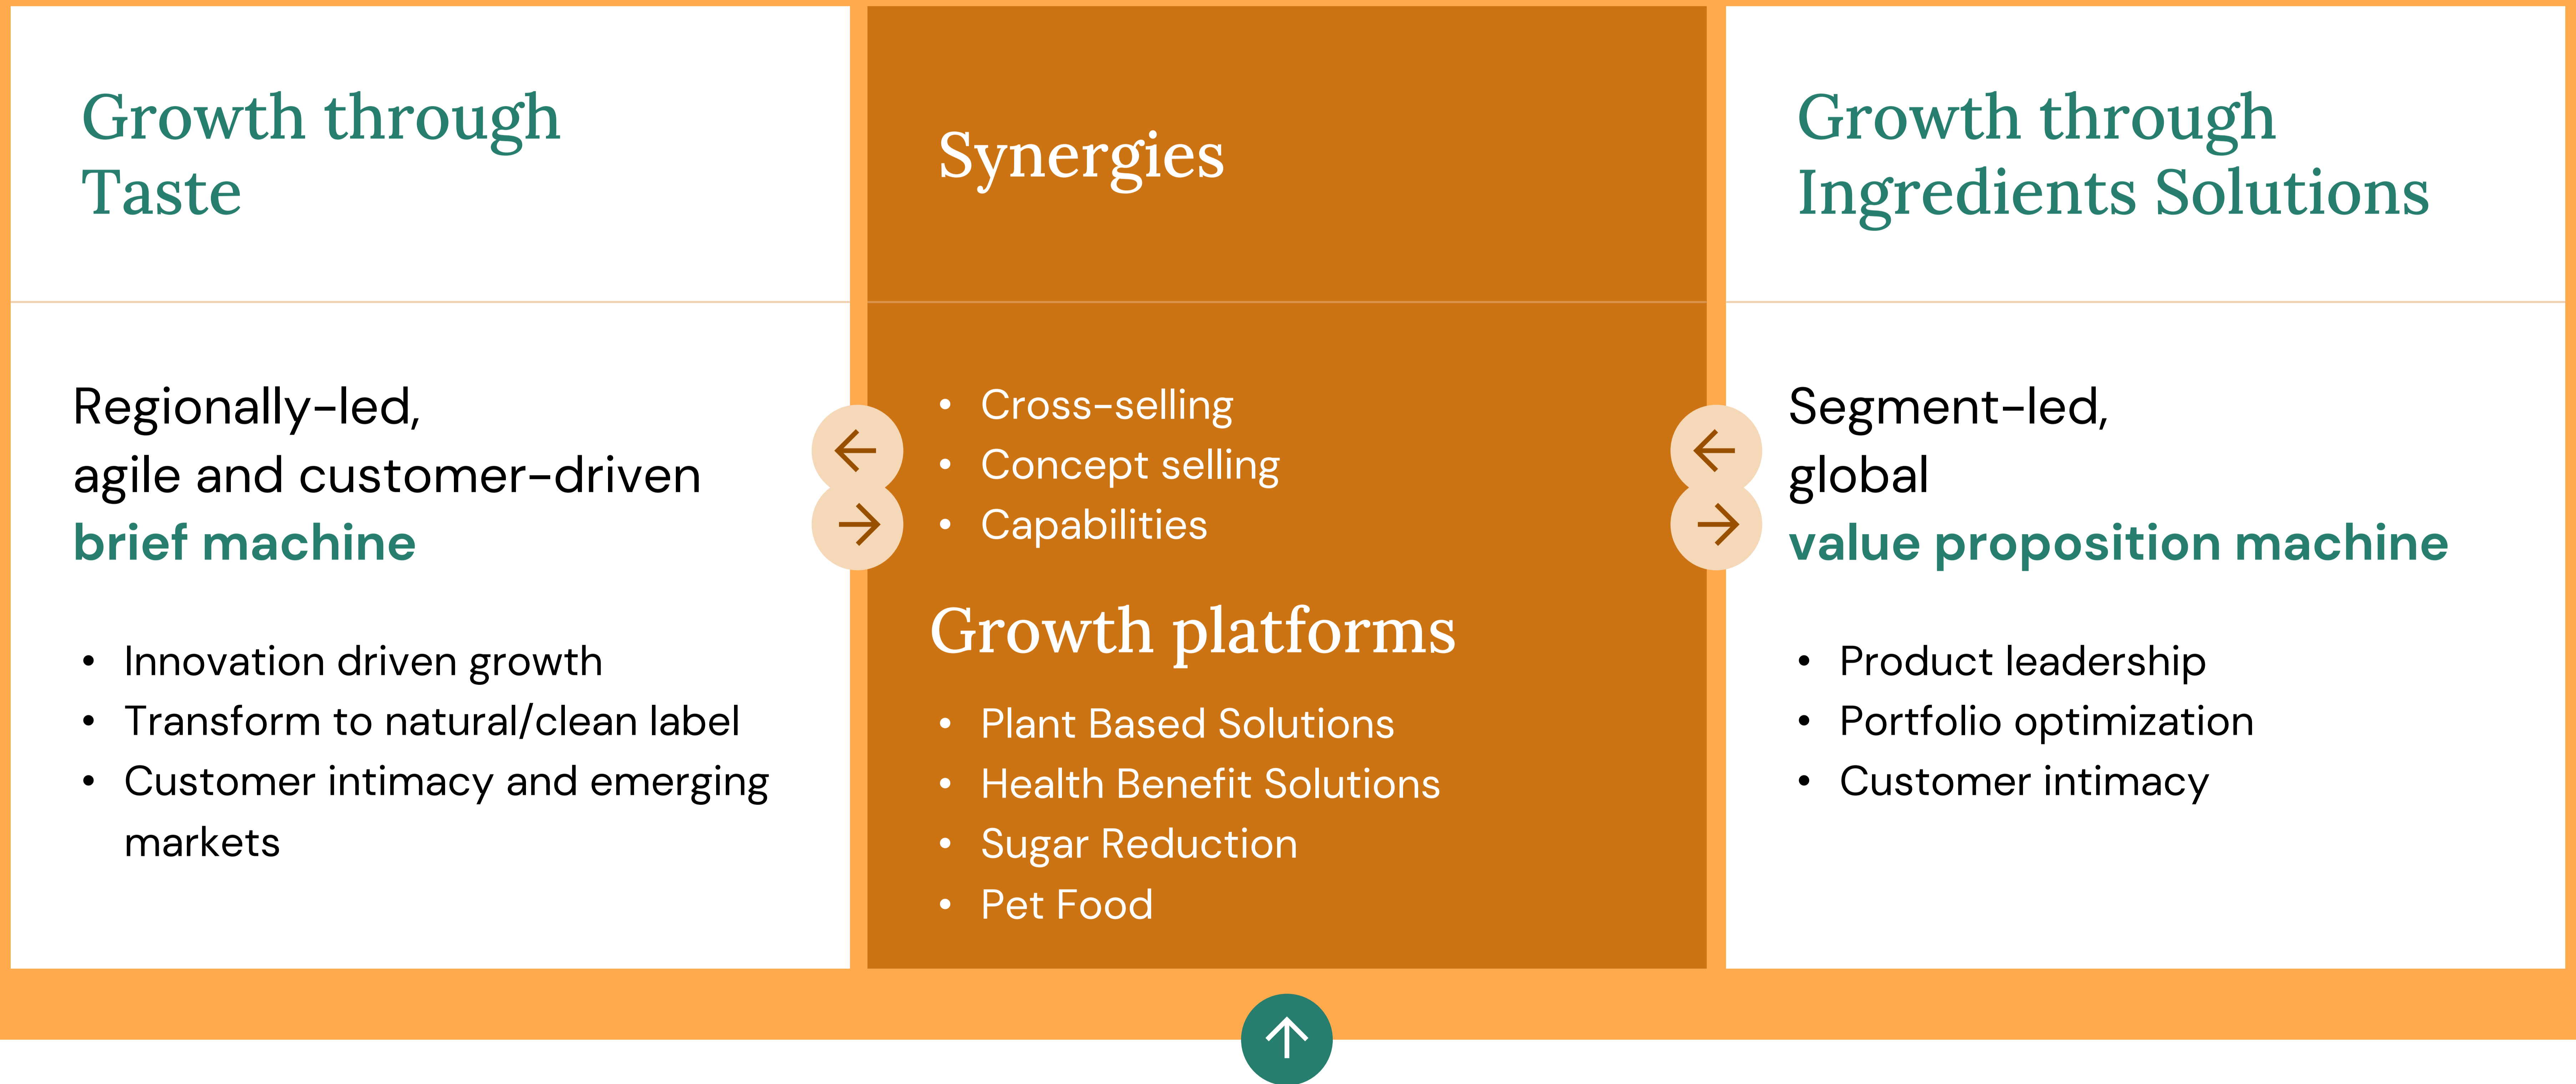 Growth through
Taste
Regionally-led,
agile and customer-driven
brief machine
• Innovation driven growth
• Transform to natural/clean label
• Customer intimacy and emerging
markets
Synergies
• Cross-selling
• Concept selling
• Capabilities
Growth platforms
• Plant Based Solutions
• Health Benefit Solutions
• Sugar Reduction
• Pet Food
Growth through
Ingredients Solutions
Segment-led,
global
value proposition machine
• Product leadership
• Portfolio optimization
• Customer intimacy